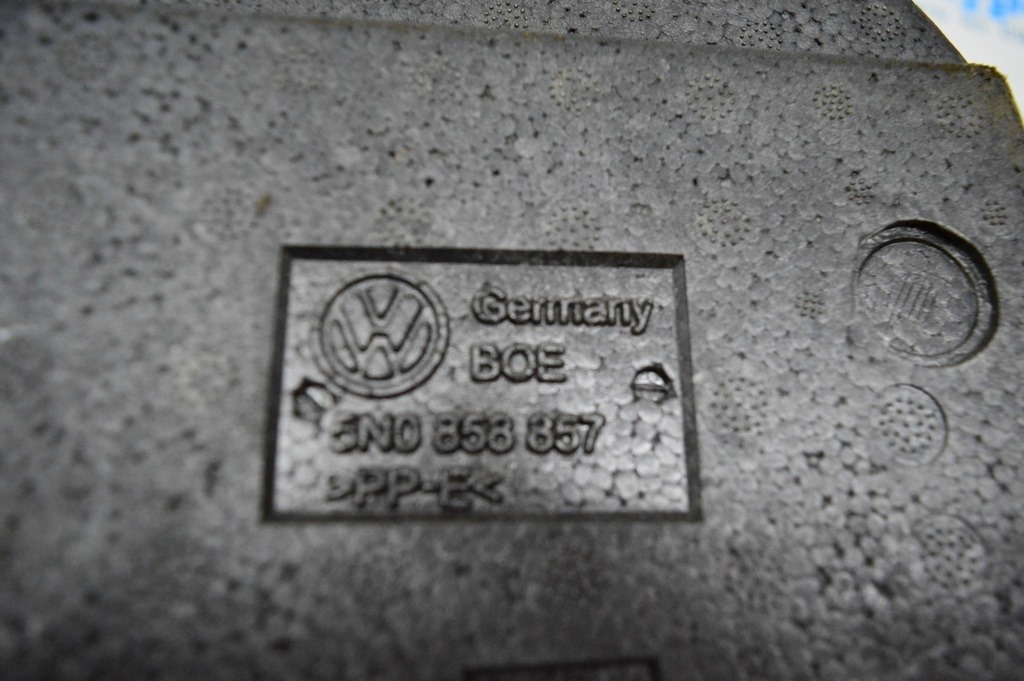 Germany
BOE
5N0 858 857
>PP-E<